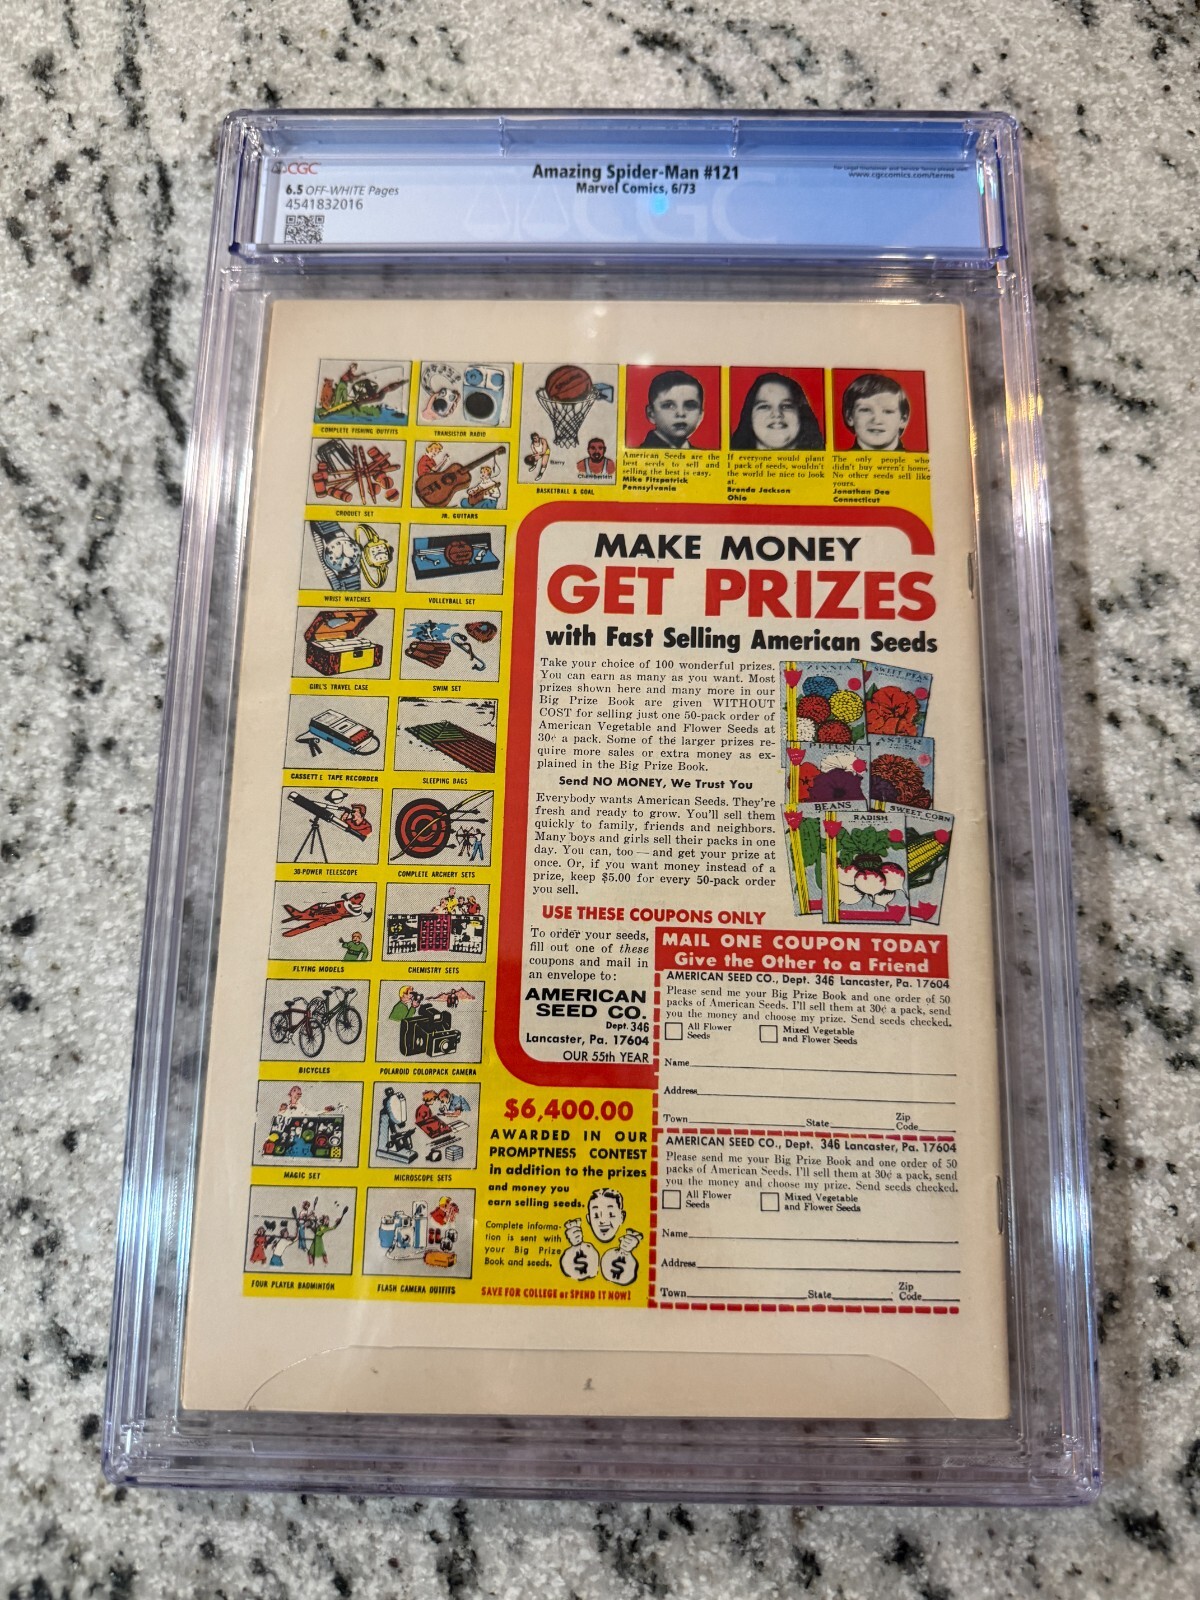 CGC
6.5 OFF-WHITE Pages
4541832016
Amazing Spider-Man #121
Marvel Comics, 6/73
www.cgccomics.com/terms
CGC
COMPLETE FISHING OUTFITS
TRANSISTOR RADIO
CROQUET SET
JR. GUITARS
BASKETBALL & GOAL
WRIST WATCHES
VOLLEYBALL SET
GIRL'S TRAVEL CASE
SWIM SET
CASSETTE TAPE RECORDER
SLEEPING BAGS
30-POWER TELESCOPE
COMPLETE ARCHERY SETS
FLYING MODELS
CHEMISTRY SETS
BICYCLES
POLAROID COLORPACK CAMERA
MAGIC SET
MICROSCOPE SETS
FOUR PLAYER BADMINTON
FLASH CAMERA OUTFITS
Barry
Chamberlain
American Seeds are the
best seeds to sell and
selling the best is easy.
Mike Fitzpatrick
Pennsylvania
If everyone would plant
1 pack of seeds, wouldn't
the world be nice to look
at.
Brenda Jackson
Ohio
The only people who
didn't buy weren't home,
No other seeds sell like
yours.
Jonathan Dea
Connecticut
MAKE MONEY
GET PRIZES
with Fast Selling American Seeds
Take your choice of 100 wonderful prizes.
You can earn as many as you want. Most
prizes shown here and many more in our
Big Prize Book are given WITHOUT
COST for selling just one 50-pack order of
American Vegetable and Flower Seeds at
30¢ a pack. Some of the larger prizes re-
quire more sales or extra money as ex-
plained in the Big Prize Book.
Send NO MONEY, We Trust You
Everybody wants American Seeds. They're
fresh and ready to grow. You'll sell them
quickly to family, friends and neighbors.
Many boys and girls sell their packs in one
day. You can, too — and get your prize at
once. Or, if you want money instead of a
prize, keep $5.00 for every 50-pack order
you sell.
ZINNIA
SWEET PEAS
PETUNIA
ASTER
BEANS
RADISH
SWEET CORN
USE THESE COUPONS ONLY
To order your seeds,
fill out one of these
coupons and mail in
an envelope to:
AMERICAN
SEED CO.
Dept. 346
Lancaster, Pa. 17604
OUR 55th YEAR
MAIL ONE COUPON TODAY
Give the Other to a Friend
AMERICAN SEED CO., Dept. 346 Lancaster, Pa. 17604
Please send me your Big Prize Book and one order of 50
packs of American Seeds. I'll sell them at 30¢ a pack, send
you the money and choose my prize. Send seeds checked.
All Flower
Seeds
Mixed Vegetable
and Flower Seeds
Name
Address
Town State Zip
Code
AMERICAN SEED CO., Dept. 346 Lancaster, Pa. 17604
Please send me your Big Prize Book and one order of 50
packs of American Seeds. I'll sell them at 30¢ a pack, send
you the money and choose my prize. Send seeds checked.
All Flower
Seeds
Mixed Vegetable
and Flower Seeds
Name
Address
Town State Zip
Code
$6,400.00
AWARDED IN OUR
PROMPTNESS CONTEST
in addition to the prizes
and money you
earn selling seeds.
Complete informa-
tion is sent with
your Big Prize
Book and seeds.
$ $
SAVE FOR COLLEGE or SPEND IT NOW!